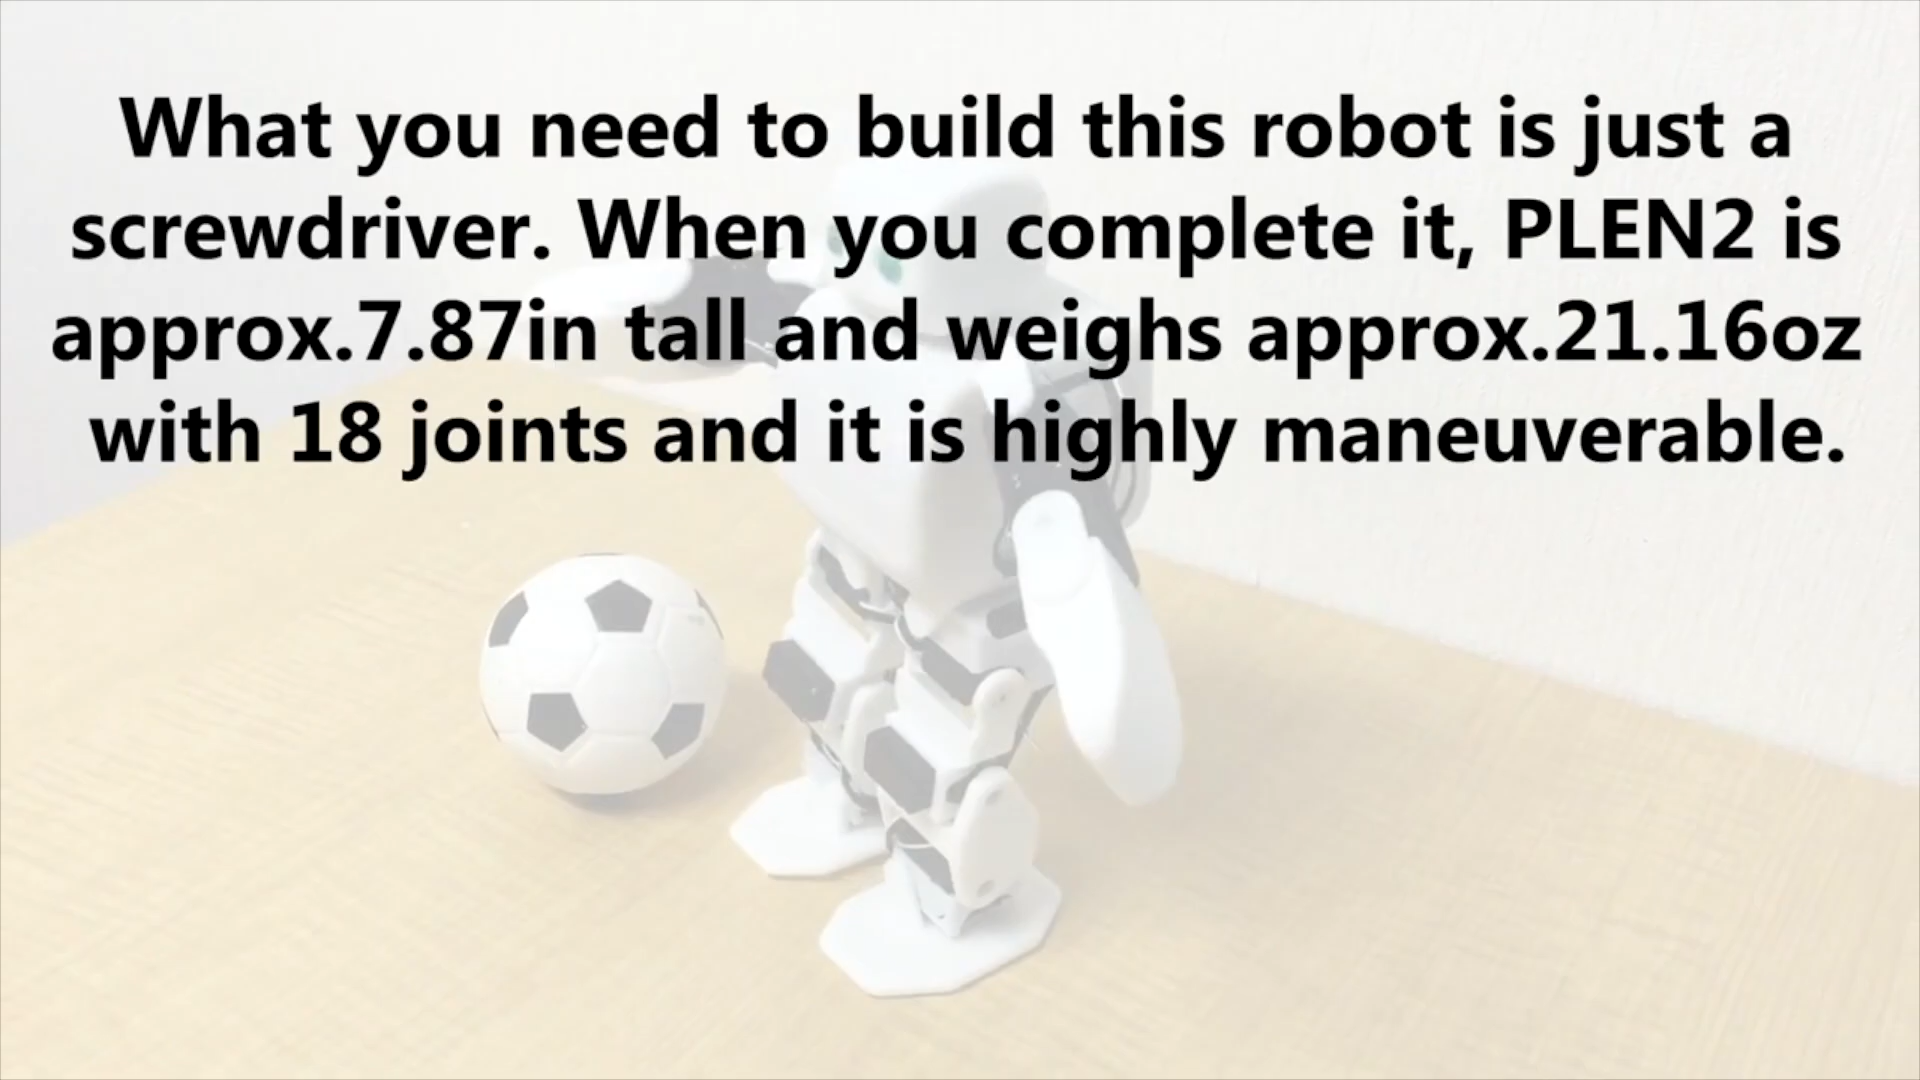 What you need to build this robot is just a
screwdriver. When you complete it, PLEN2 is
approx.7.87in tall and weighs approx.21.16oz
with 18 joints and it is highly maneuverable.